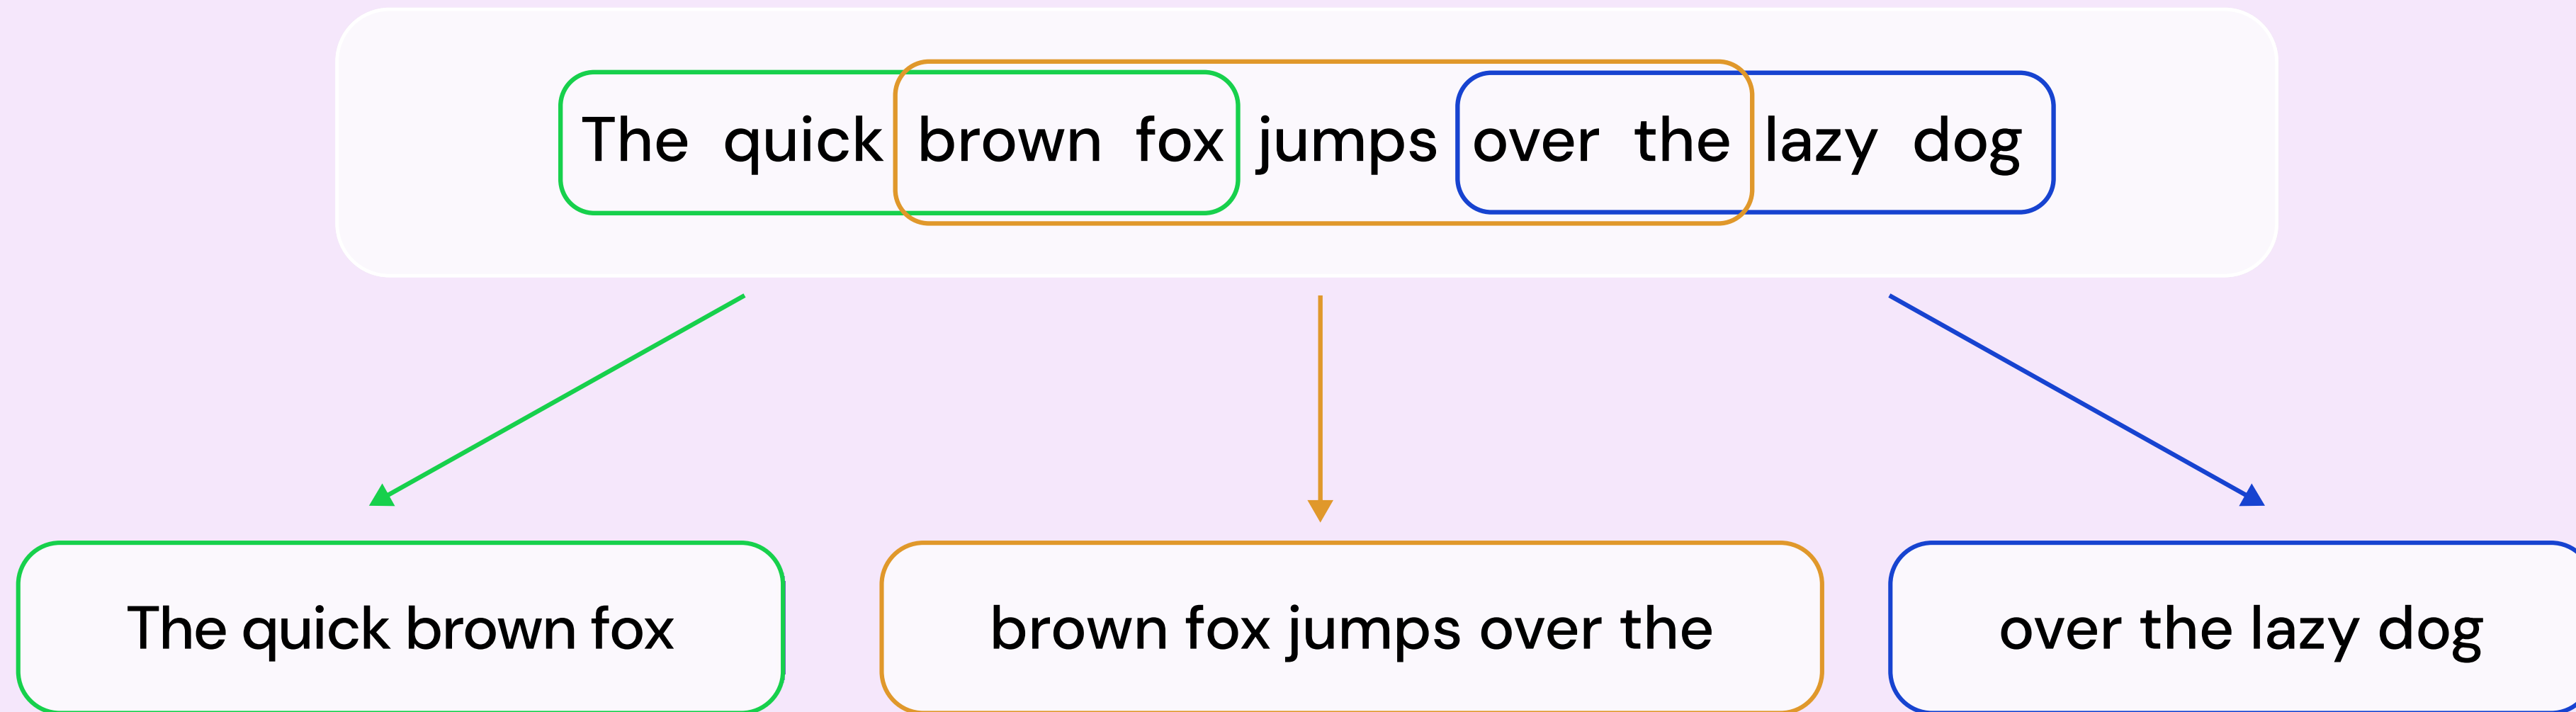 The quick brown fox jumps over the lazy dog
The quick brown fox
brown fox jumps over the
over the lazy dog